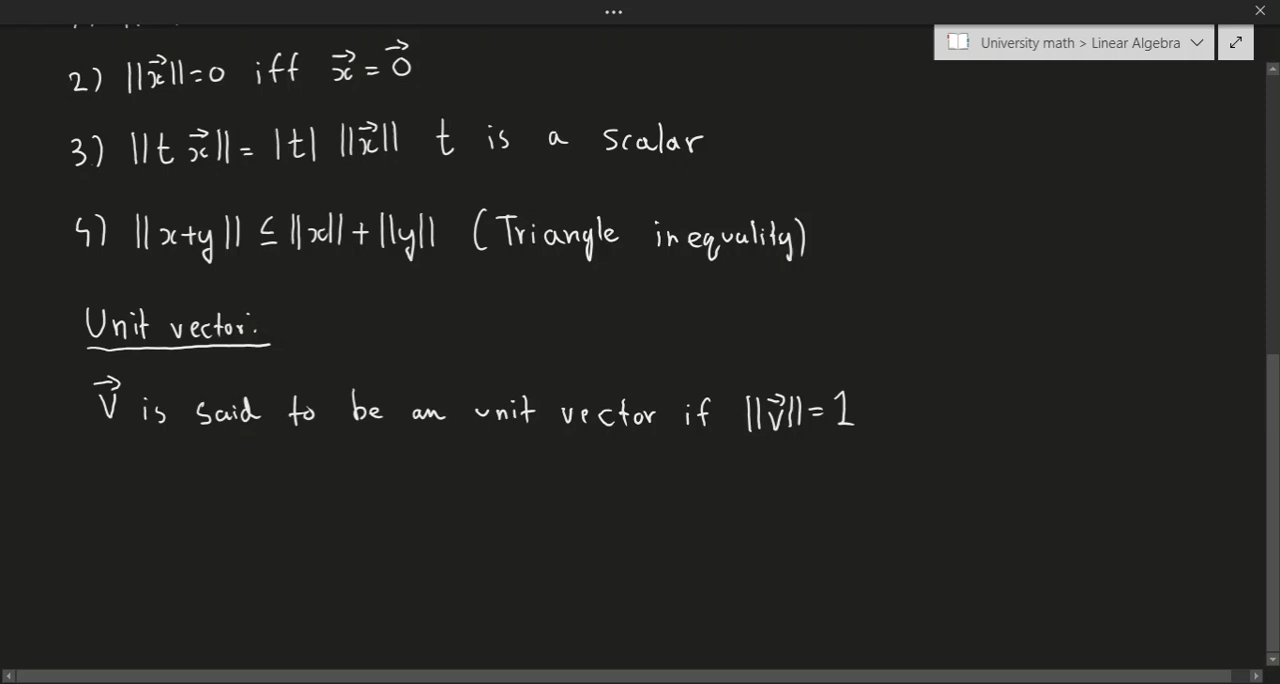 University math > Linear Algebra
2) ||x⃗||=0 iff x⃗ = 0⃗
3) ||t x⃗|| = |t| ||x⃗|| t is a scalar
4) ||x+y|| ≤ ||x|| + ||y|| (Triangle inequality)
Unit vector:
V⃗ is said to be an unit vector if ||v⃗|| = 1